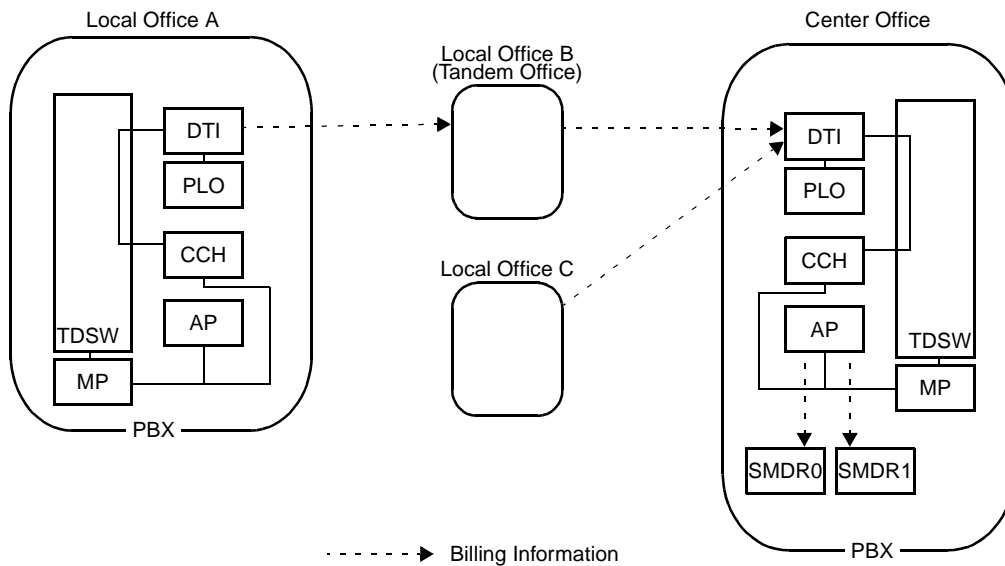 Local Office A
Local Office B
(Tandem Office)
Center Office
DTI
PLO
CCH
AP
TDSW
MP
PBX
Local Office C
DTI
PLO
CCH
AP
TDSW
MP
SMDR0
SMDR1
PBX
Billing Information